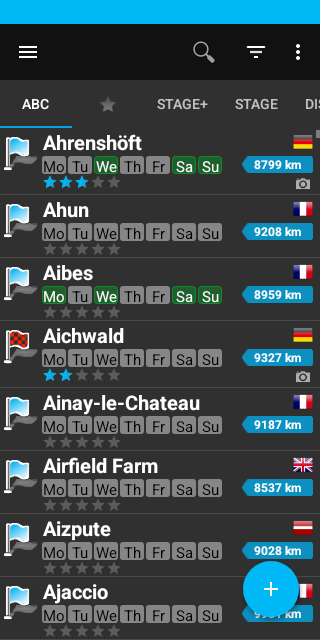 ABC STAGE+ STAGE DIS
Ahrenshöft
Mo Tu We Th Fr Sa Su 8799 km
Ahun
Mo Tu We Th Fr Sa Su 9208 km
Aibes
Mo Tu We Th Fr Sa Su 8959 km
Aichwald
Mo Tu We Th Fr Sa Su 9327 km
Ainay-le-Chateau
Mo Tu We Th Fr Sa Su 9187 km
Airfield Farm
Mo Tu We Th Fr Sa Su 8537 km
Aizpute
Mo Tu We Th Fr Sa Su 9028 km
Ajaccio
Mo Tu We Th Fr Sa Su km